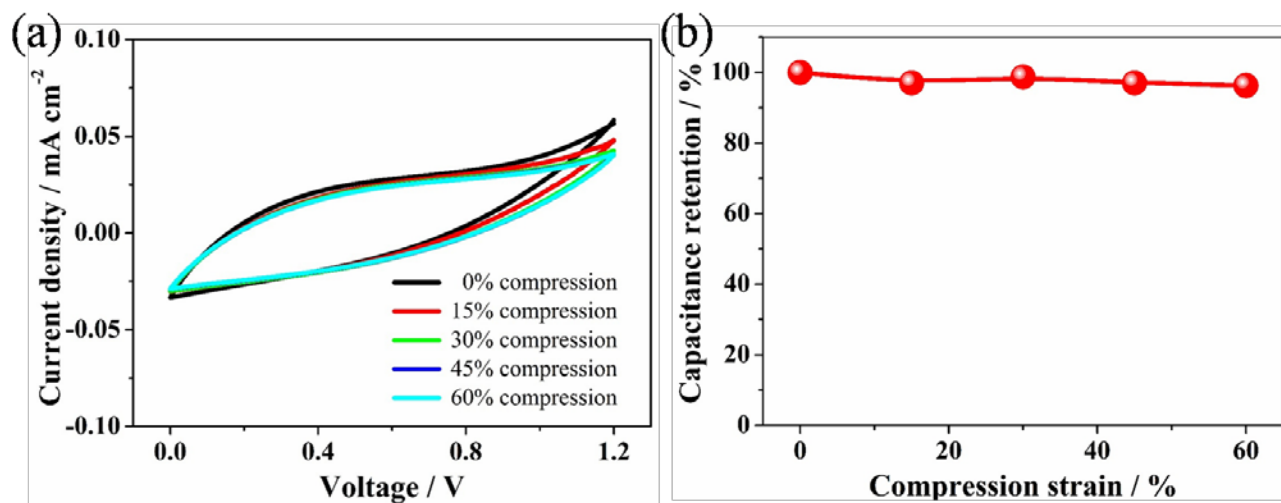 (a)
0.10
0.05
0.00
-0.05
-0.10
Current density / mA cm⁻²
0.0 0.4 0.8 1.2
Voltage / V
0% compression
15% compression
30% compression
45% compression
60% compression
(b)
100
80
60
40
20
0
Capacitance retention / %
0 20 40 60
Compression strain / %